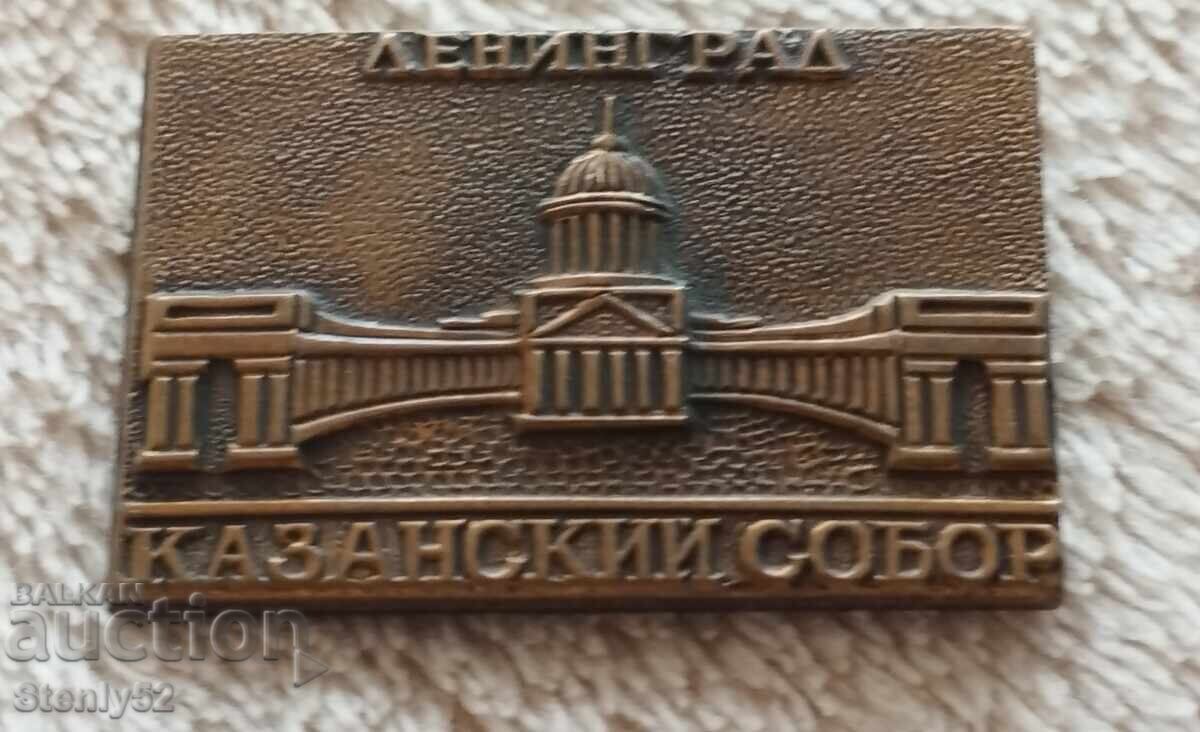 ЛЕНИНГРАД
КАЗАНСКИЙ СОБОР
BALKAN
auction
Stenly52